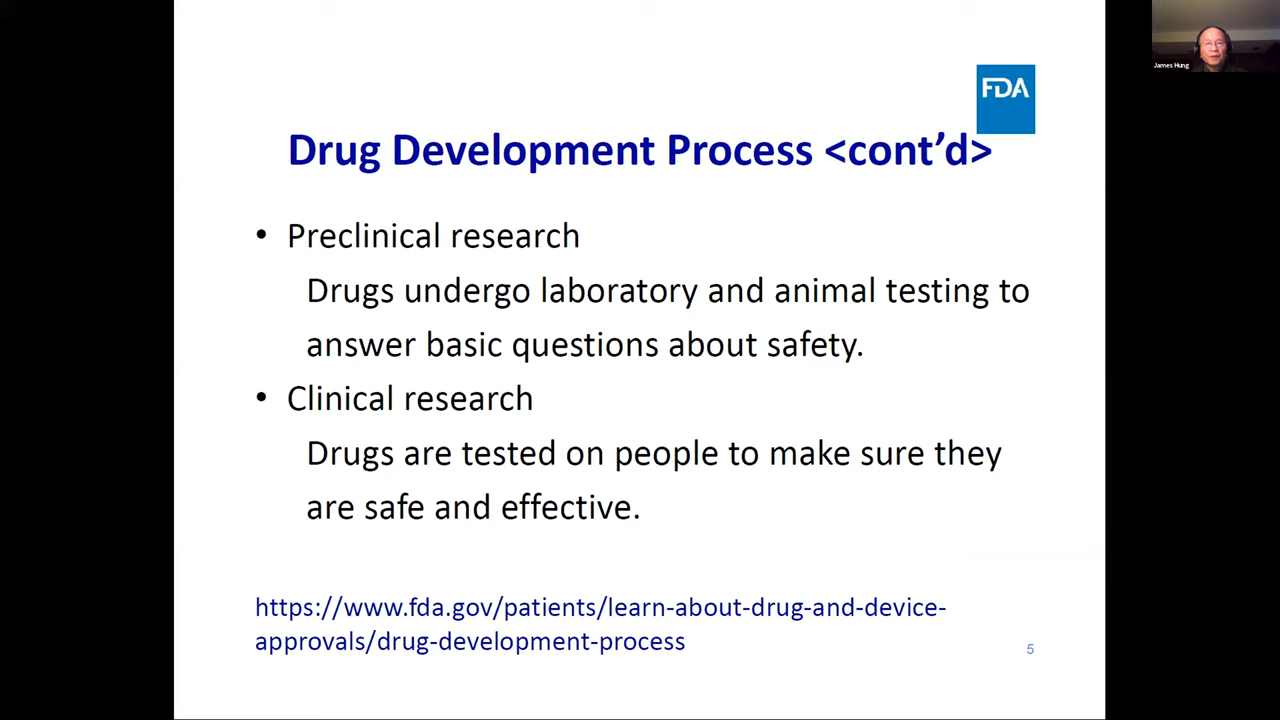 FDA
James Hung
Drug Development Process <cont’d>
• Preclinical research
Drugs undergo laboratory and animal testing to
answer basic questions about safety.
• Clinical research
Drugs are tested on people to make sure they
are safe and effective.
https://www.fda.gov/patients/learn-about-drug-and-device-
approvals/drug-development-process
5